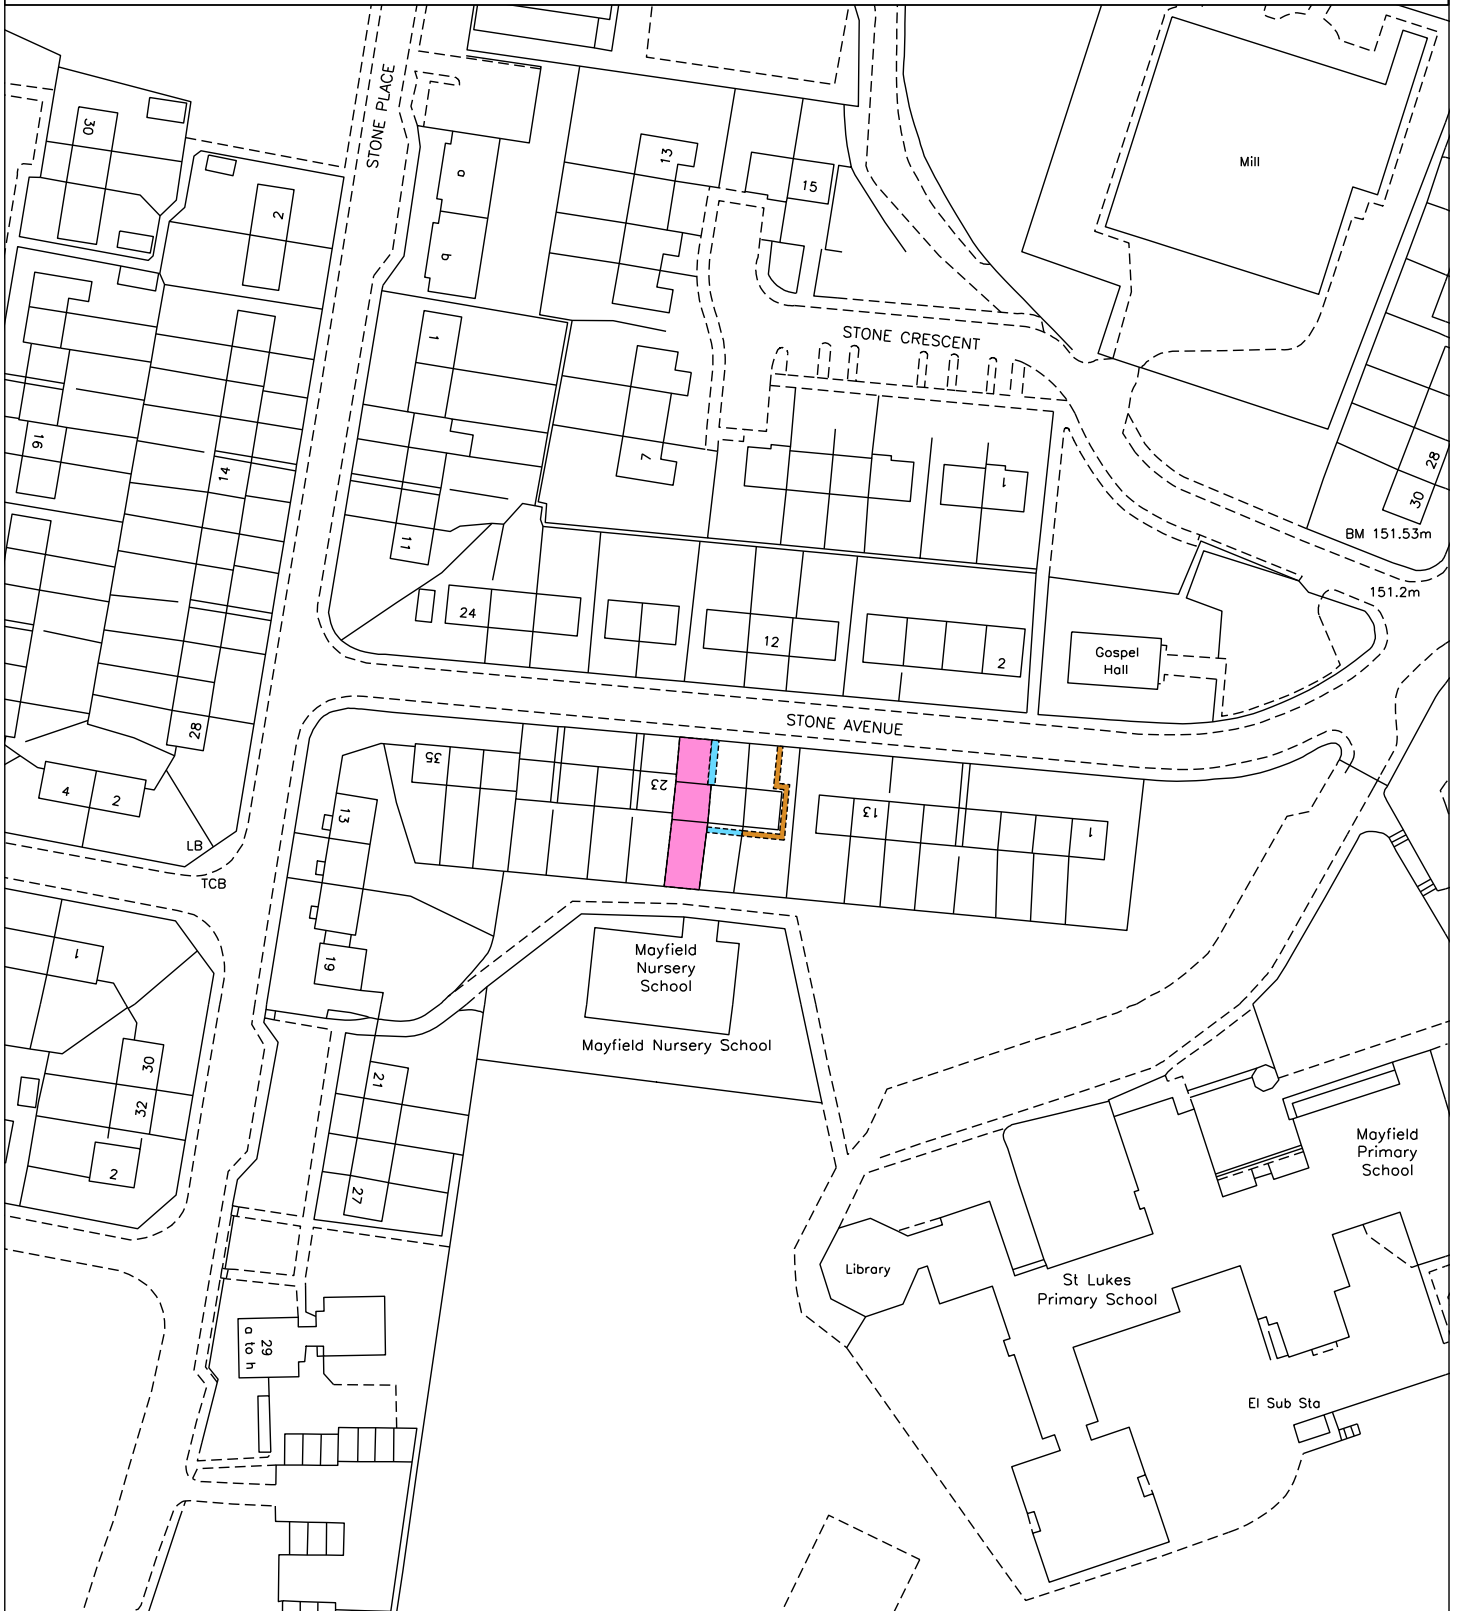 STONE PLACE
30
2
a
b
13
15
Mill
STONE CRESCENT
1
16
14
7
1
28
30
11
BM 151.53m
151.2m
24
12
2
Gospel
Hall
28
STONE AVENUE
35
23
4
2
13
13
1
LB
TCB
1
19
Mayfield
Nursery
School
Mayfield Nursery School
30
32
21
2
27
Mayfield
Primary
School
Library
St Lukes
Primary School
29
a to h
El Sub Sta